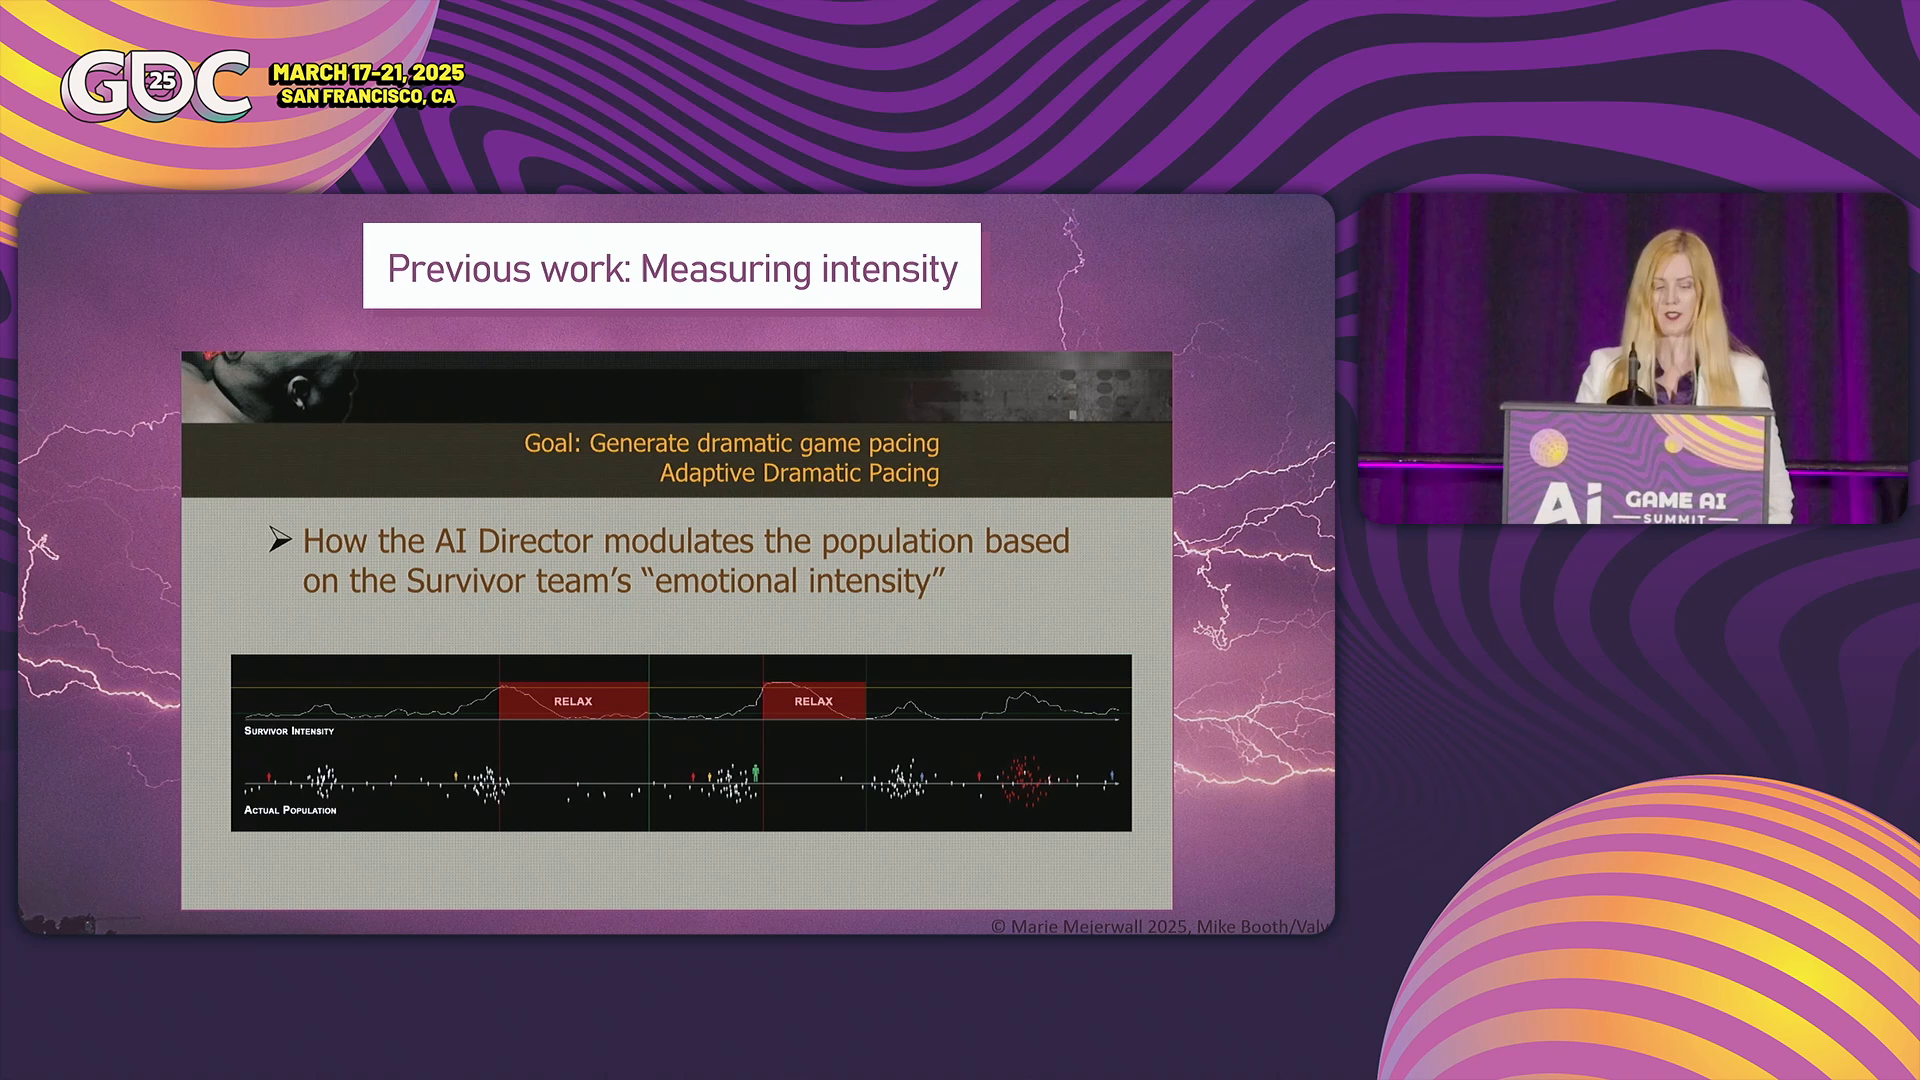 GDC 25
MARCH 17-21, 2025
SAN FRANCISCO, CA
Previous work: Measuring intensity
Goal: Generate dramatic game pacing
Adaptive Dramatic Pacing
➢ How the AI Director modulates the population based
on the Survivor team's “emotional intensity”
RELAX
RELAX
SURVIVOR INTENSITY
ACTUAL POPULATION
© Marie Mejerwall 2025, Mike Booth/Valv
Ai
GAME AI
SUMMIT